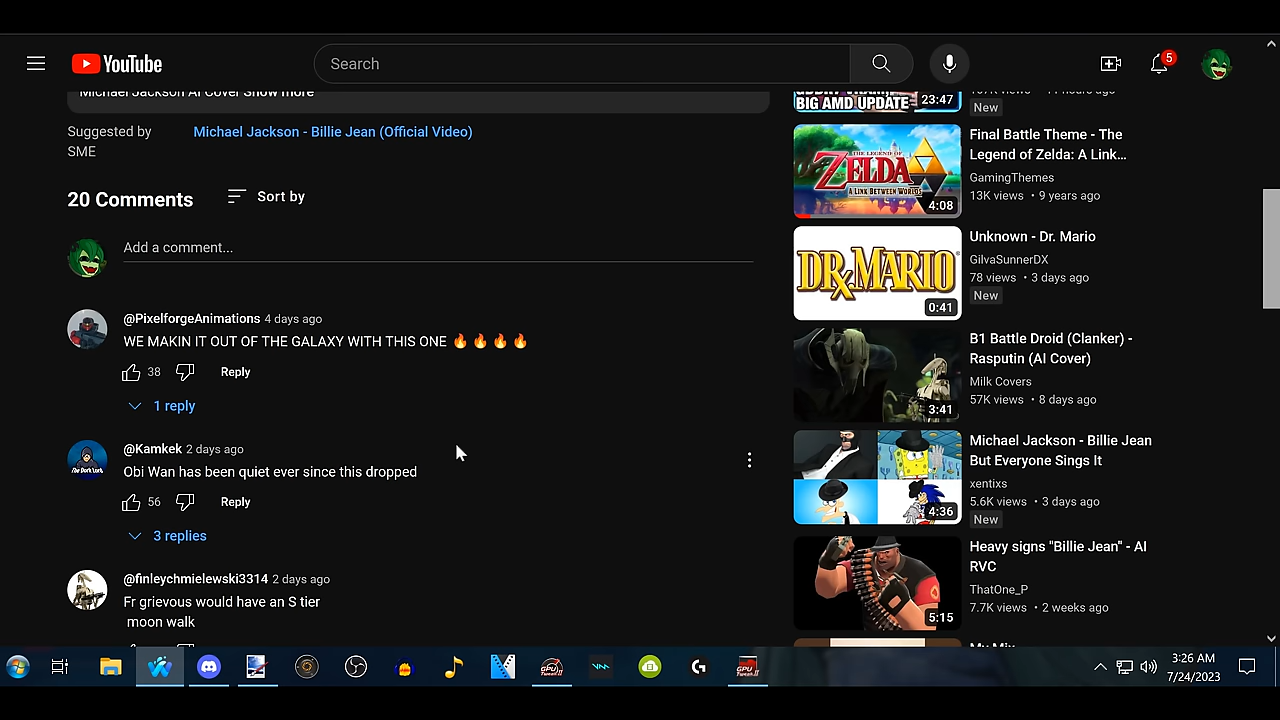 YouTube
Search
5
Michael Jackson AI Cover Show more
Suggested by
SME
Michael Jackson - Billie Jean (Official Video)
20 Comments
Sort by
Add a comment...
@PixelforgeAnimations 4 days ago
WE MAKIN IT OUT OF THE GALAXY WITH THIS ONE 🔥 🔥 🔥 🔥
38
Reply
1 reply
@Kamkek 2 days ago
Obi Wan has been quiet ever since this dropped
56
Reply
3 replies
@finleychmielewski3314 2 days ago
Fr grievous would have an S tier
moon walk
BIG AMD UPDATE
23:47
New
THE LEGEND OF
ZELDA
A LINK BETWEEN WORLDS
4:08
Final Battle Theme - The
Legend of Zelda: A Link...
GamingThemes
13K views • 9 years ago
DR. MARIO
0:41
Unknown - Dr. Mario
GilvaSunnerDX
78 views • 3 days ago
New
3:41
B1 Battle Droid (Clanker) -
Rasputin (AI Cover)
Milk Covers
57K views • 8 days ago
4:36
Michael Jackson - Billie Jean
But Everyone Sings It
xentixs
5.6K views • 3 days ago
New
5:15
Heavy signs "Billie Jean" - AI
RVC
ThatOne_P
7.7K views • 2 weeks ago
My Mix
3:26 AM
7/24/2023